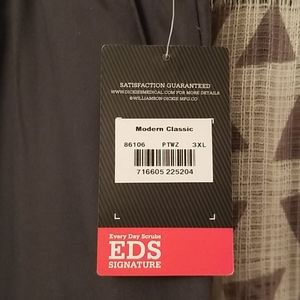 SATISFACTION GUARANTEED
WWW.DICKIESMEDICAL.COM FOR MORE DETAILS
©WILLIAMSON-DICKIE MFG.CO.
Modern Classic
86106 PTWZ 3XL
716605 225204
Every Day Scrubs
EDS
SIGNATURE